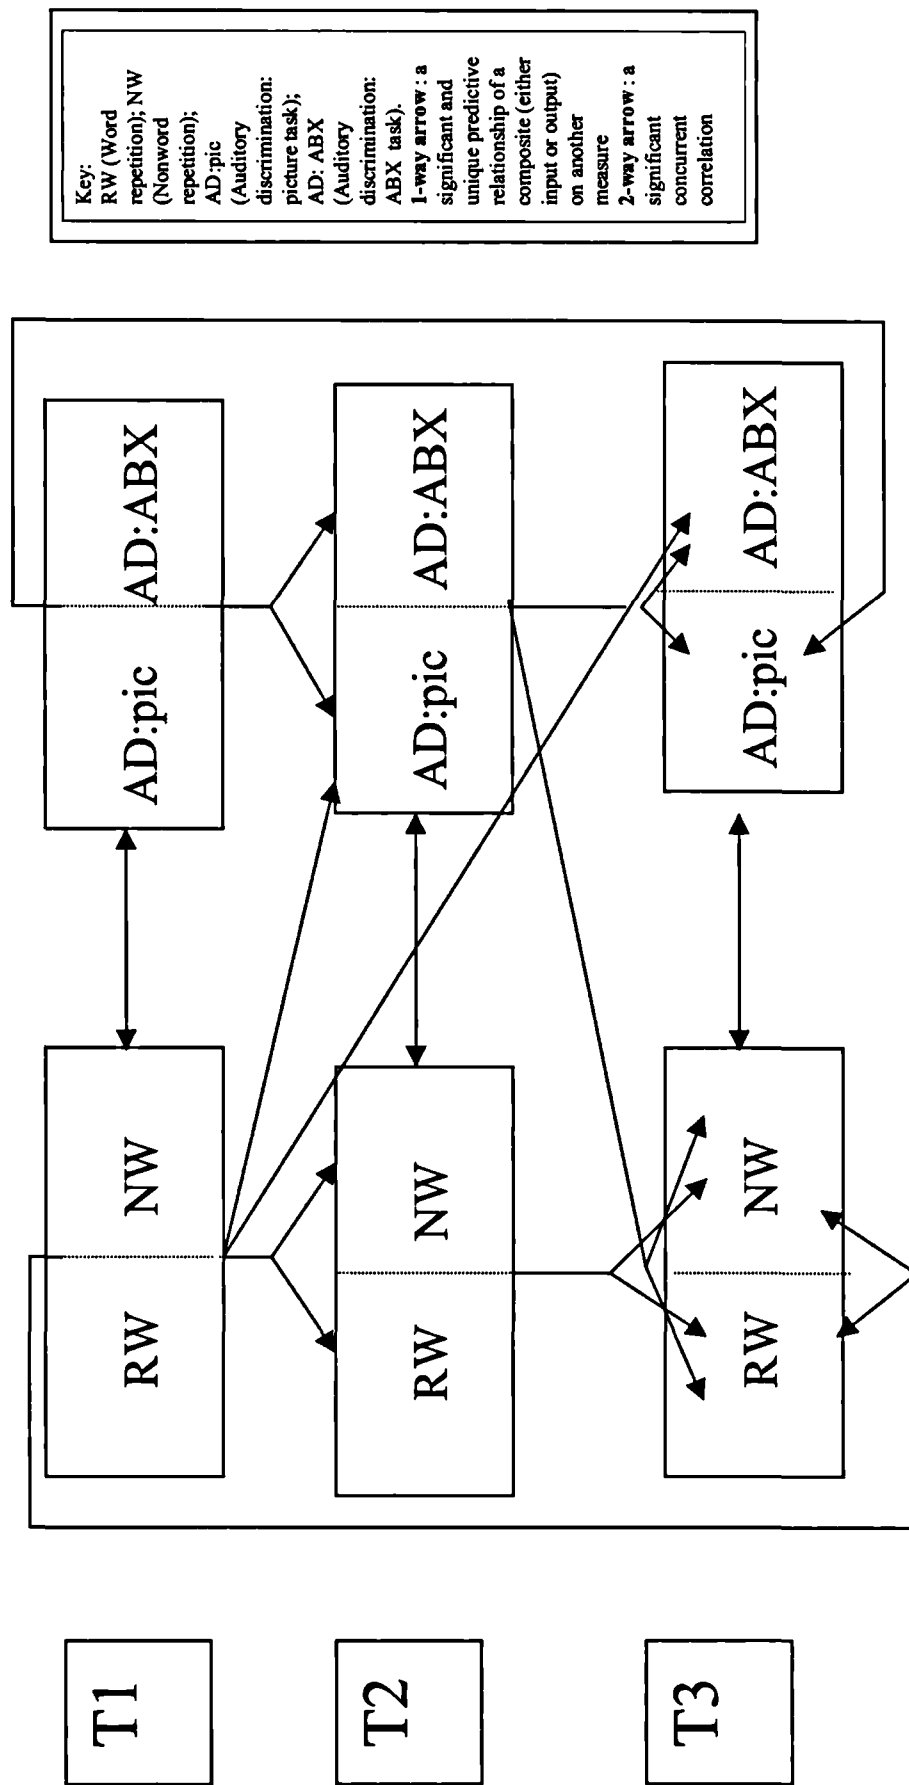 Key:
RW (Word
repetition); NW
(Nonword
repetition);
AD:pic
(Auditory
discrimination:
picture task);
AD: ABX
(Auditory
discrimination:
ABX task).
1-way arrow : a
significant and
unique predictive
relationship of a
composite (either
input or output)
on another
measure
2-way arrow : a
significant
concurrent
correlation
T1
RW NW
AD:pic AD:ABX
T2
RW NW
AD:pic AD:ABX
T3
RW NW
AD:pic AD:ABX